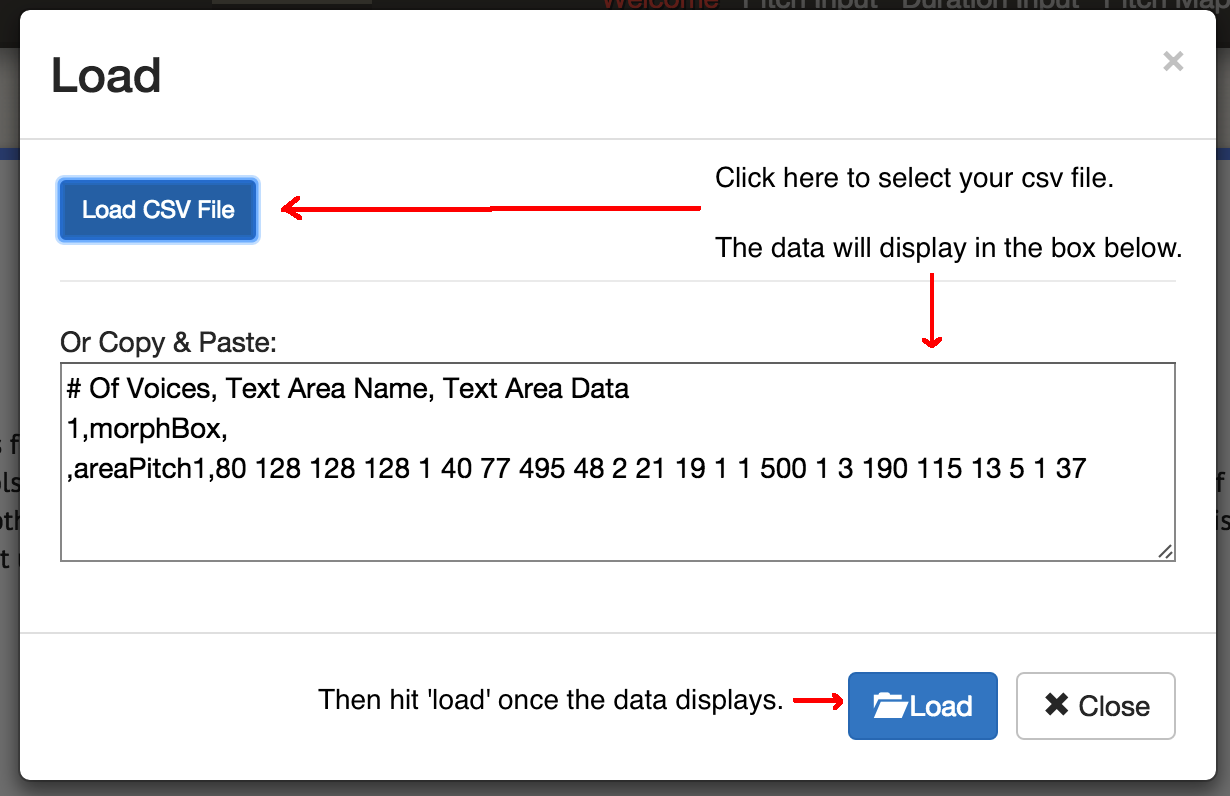 Welcome Pitch Input Duration Input Pitch Map
Load
×
Click here to select your csv file.
Load CSV File
The data will display in the box below.
Or Copy & Paste:
# Of Voices, Text Area Name, Text Area Data
1,morphBox,
,areaPitch1,80 128 128 128 1 40 77 495 48 2 21 19 1 1 500 1 3 190 115 13 5 1 37
Then hit 'load' once the data displays.
Load
Close